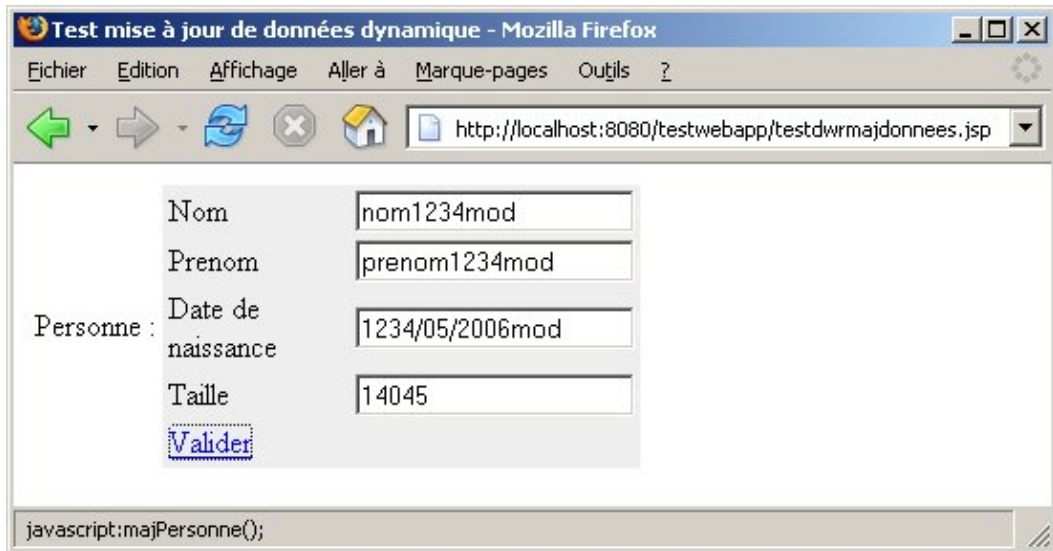 Test mise à jour de données dynamique - Mozilla Firefox
Fichier Edition Affichage Aller à Marque-pages Outils ?
http://localhost:8080/testwebapp/testdwrmajdonnees.jsp
Nom nom1234mod
Prenom prenom1234mod
Personne :
Date de
naissance
1234/05/2006mod
Taille 14045
Valider
javascript:majPersonne();